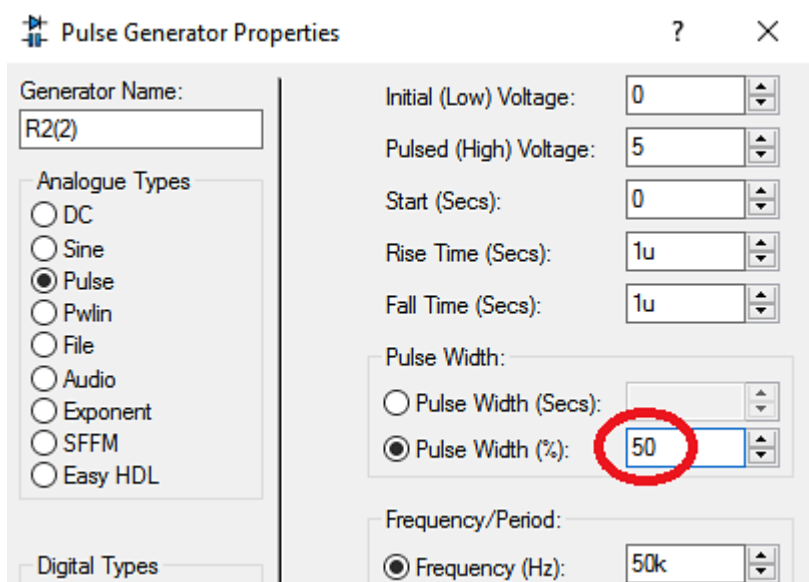 Pulse Generator Properties ? ×
Generator Name:
R2(2)
Analogue Types
DC
Sine
Pulse
Pwlin
File
Audio
Exponent
SFFM
Easy HDL
Digital Types
Initial (Low) Voltage: 0
Pulsed (High) Voltage: 5
Start (Secs): 0
Rise Time (Secs): 1u
Fall Time (Secs): 1u
Pulse Width:
Pulse Width (Secs):
Pulse Width (%): 50
Frequency/Period:
Frequency (Hz): 50k